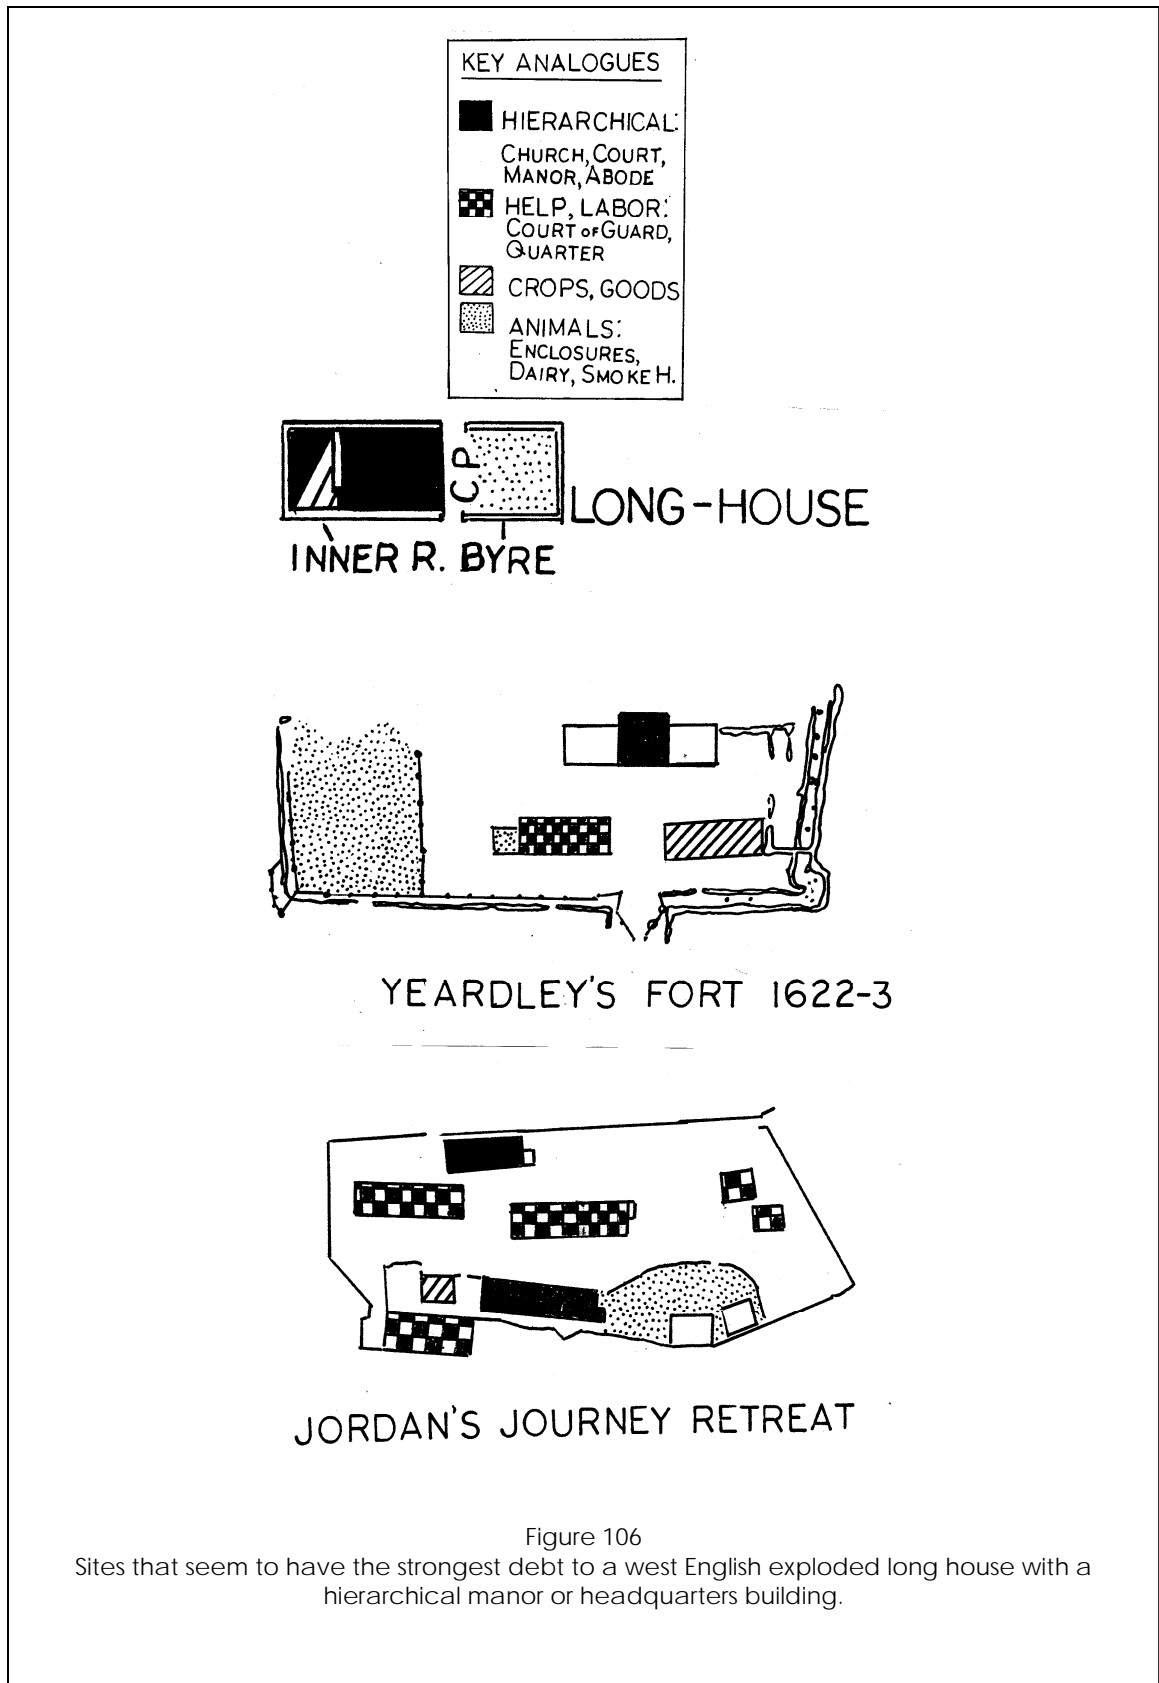 KEY ANALOGUES
HIERARCHICAL:
CHURCH, COURT,
MANOR, ABODE
HELP, LABOR:
COURT OF GUARD,
QUARTER
CROPS, GOODS
ANIMALS:
ENCLOSURES,
DAIRY, SMOKE H.
CP
LONG-HOUSE
INNER R. BYRE
YEARDLEY'S FORT 1622-3
JORDAN'S JOURNEY RETREAT
Figure 106
Sites that seem to have the strongest debt to a west English exploded long house with a
hierarchical manor or headquarters building.